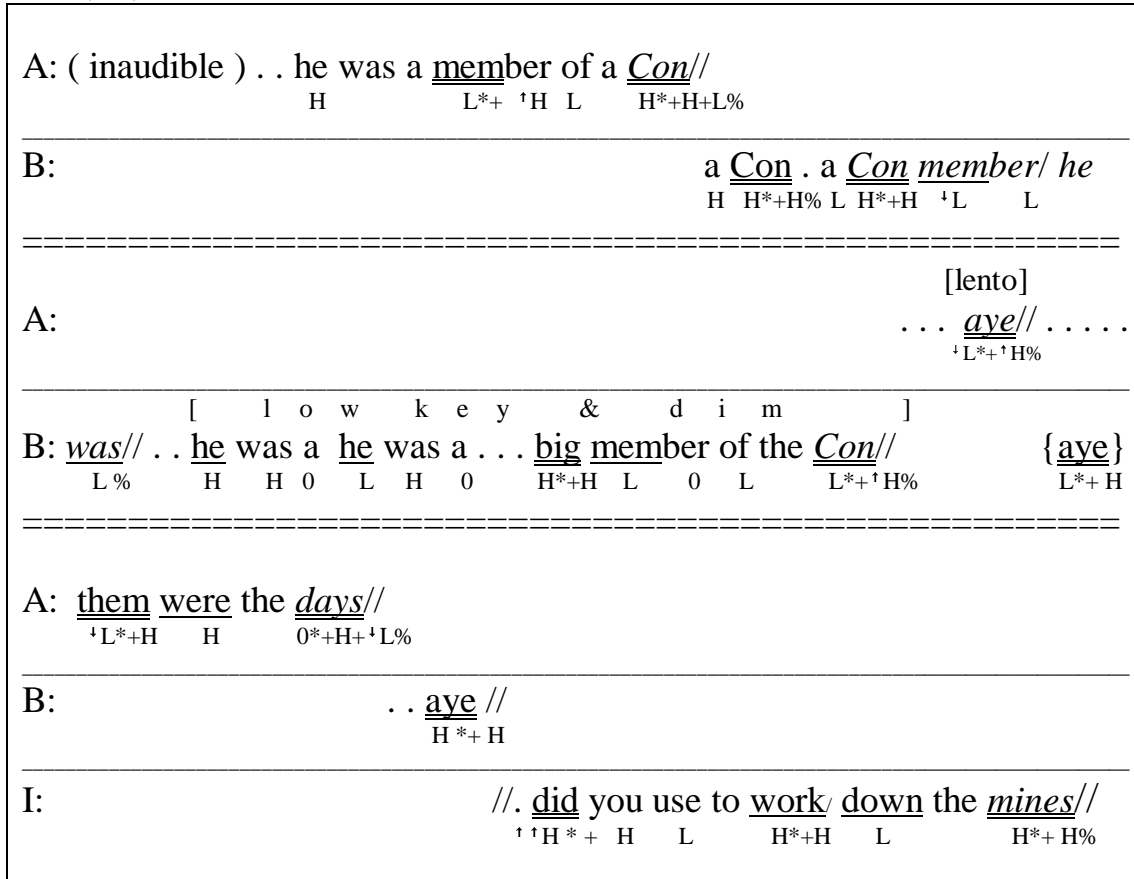 A: ( inaudible ) . . he was a member of a Con//
H L*+ ꜛH L H*+H+L%
B: a Con . a Con member/ he
H H*+H% L H*+H ꜜL L
[lento]
A: . . . aye// . . . . .
ꜜL*+ꜛH%
[ l o w k e y & d i m ]
B: was// . . he was a he was a . . . big member of the Con// {aye}
L % H H 0 L H 0 H*+H L 0 L L*+ꜛH% L*+ H
A: them were the days//
ꜜL*+H H 0*+H+ꜜL%
B: . . aye //
H *+ H
I: //. did you use to work/ down the mines//
ꜛꜛH * + H L H*+H L H*+ H%